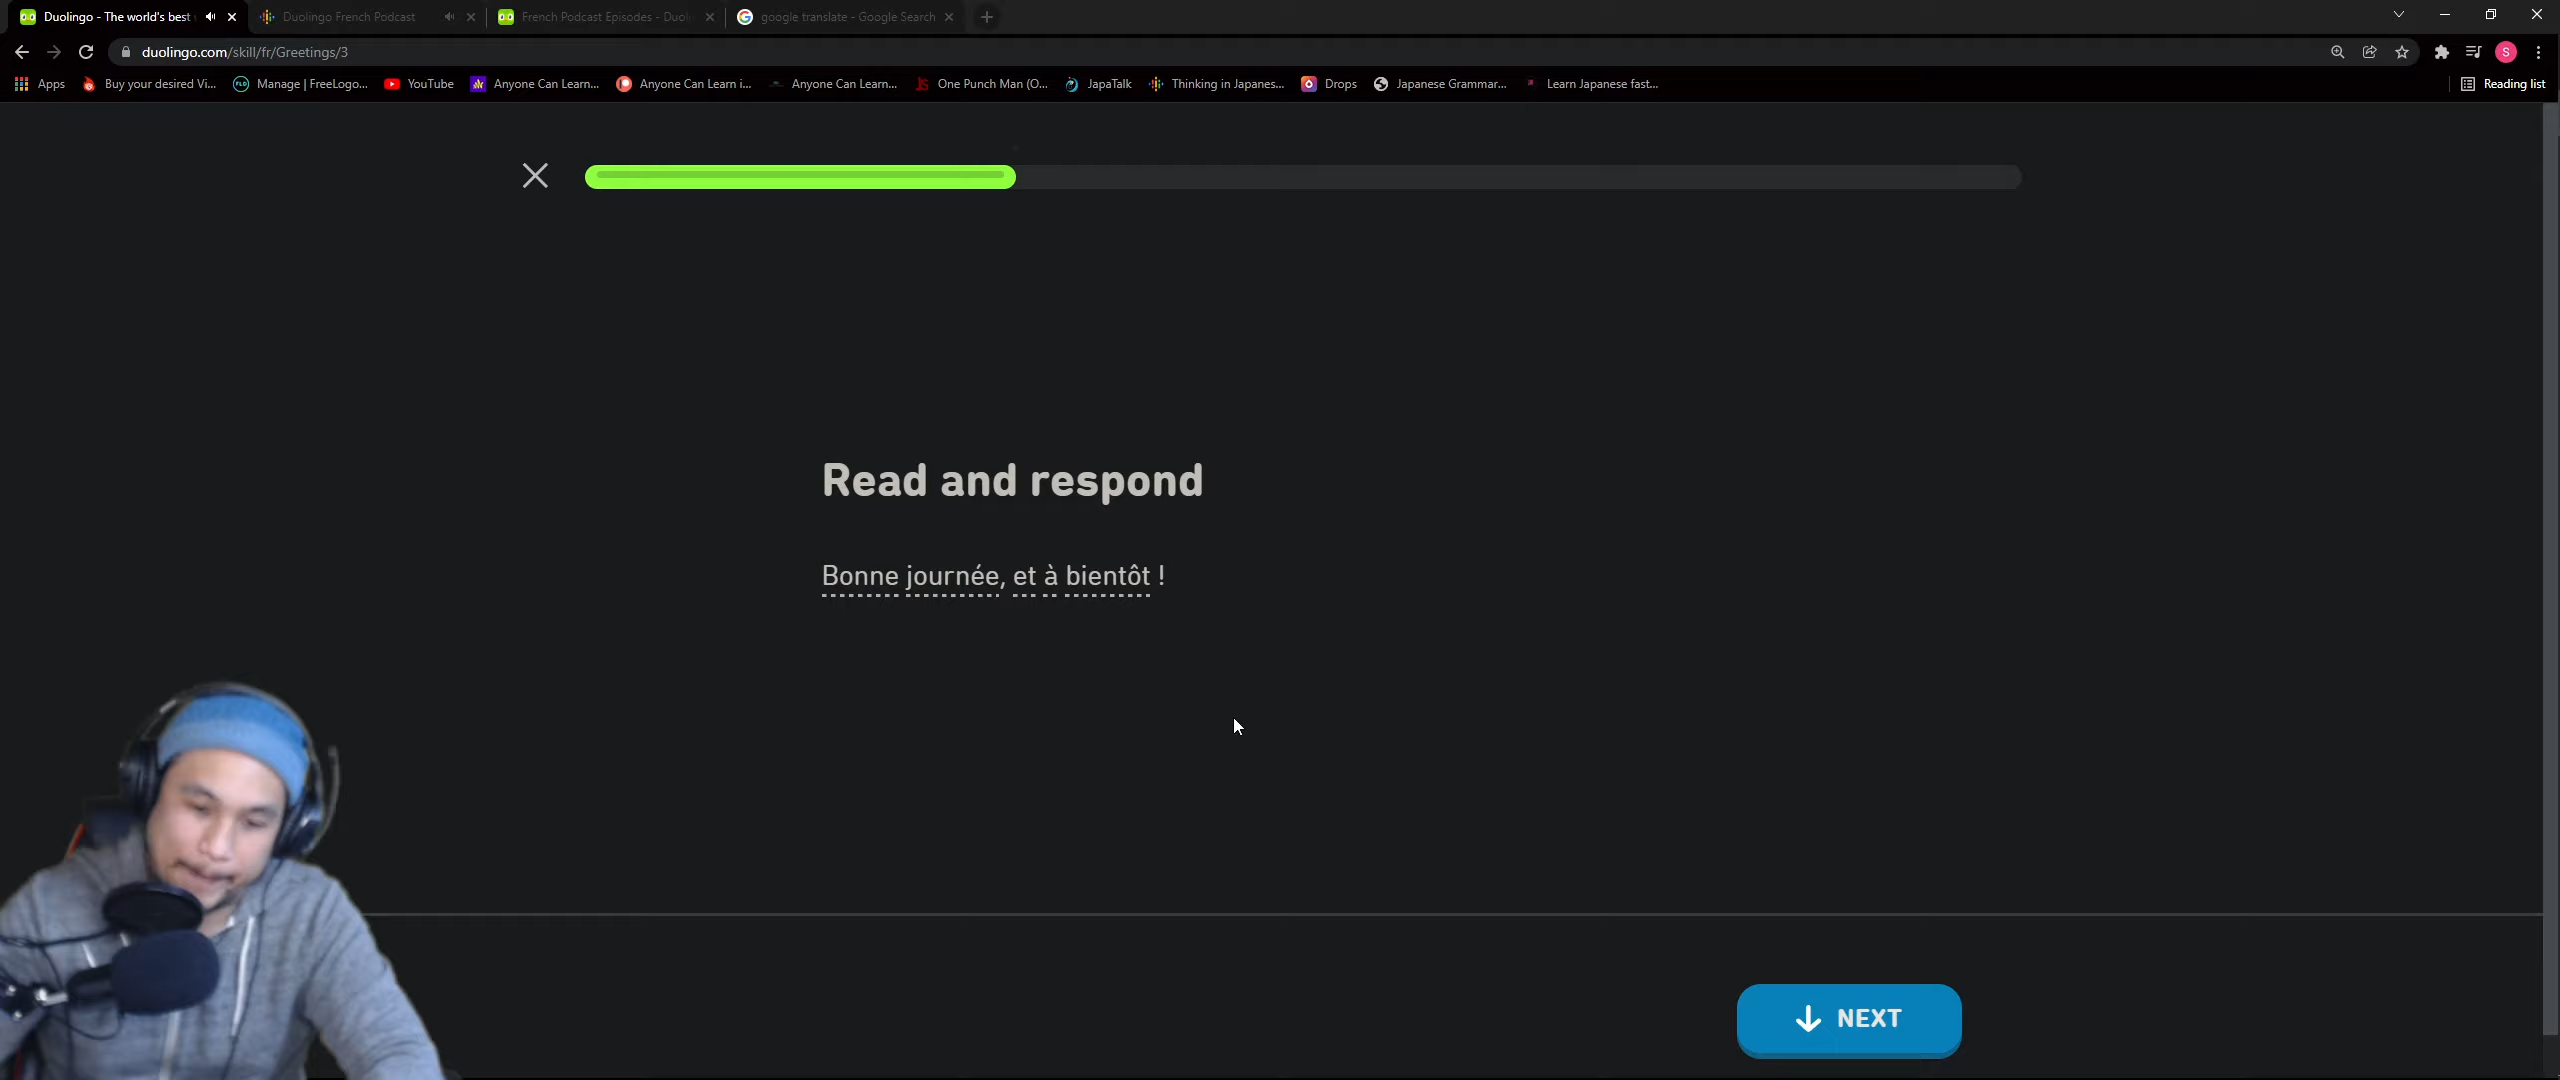 Duolingo - The world's best
Duolingo French Podcast
French Podcast Episodes - Duol
google translate - Google Search
duolingo.com/skill/fr/Greetings/3
S
Apps
Buy your desired Vi...
FLD
Manage | FreeLogo...
YouTube
Anyone Can Learn...
Anyone Can Learn i...
Anyone Can Learn...
One Punch Man (O...
JapaTalk
Thinking in Japanes...
Drops
Japanese Grammar...
Learn Japanese fast...
Reading list
Read and respond
Bonne journée, et à bientôt !
NEXT